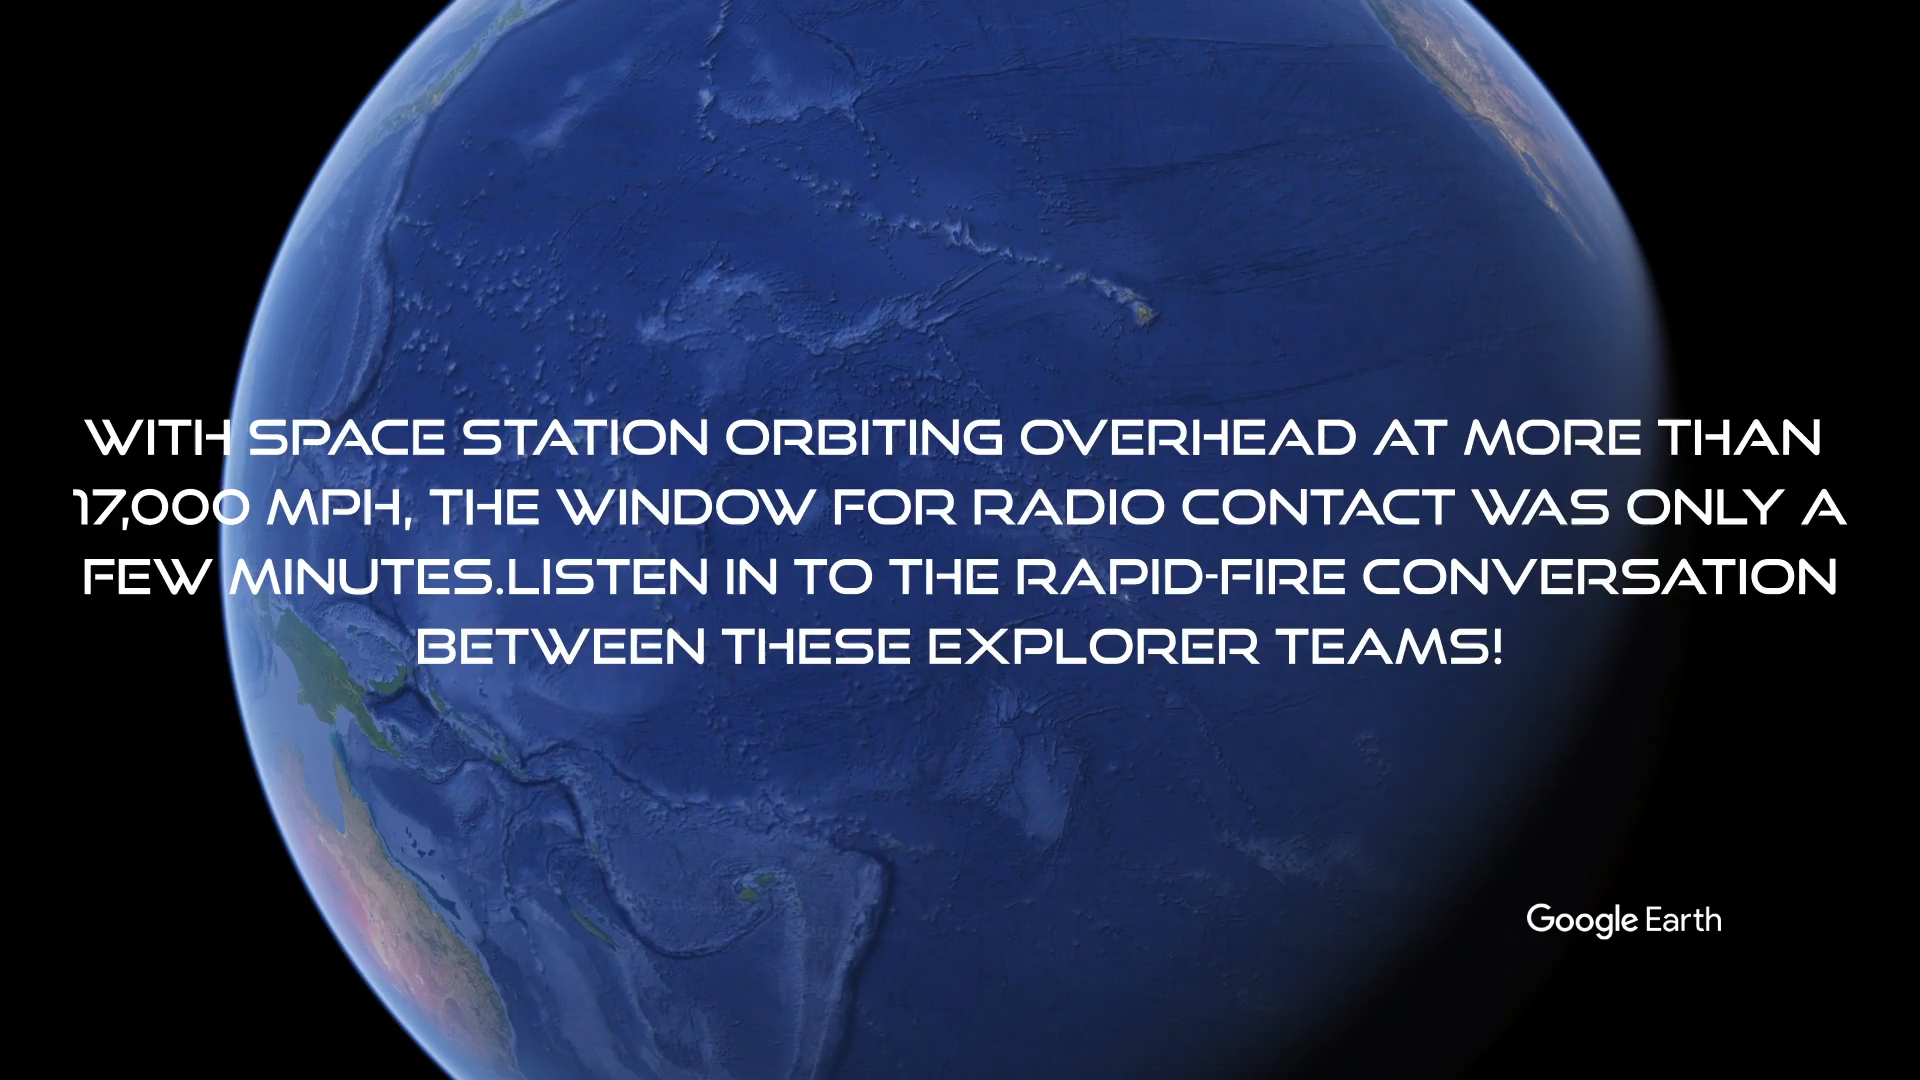 WITH SPACE STATION ORBITING OVERHEAD AT MORE THAN
17,000 MPH, THE WINDOW FOR RADIO CONTACT WAS ONLY A
FEW MINUTES.LISTEN IN TO THE RAPID-FIRE CONVERSATION
BETWEEN THESE EXPLORER TEAMS!
Google Earth